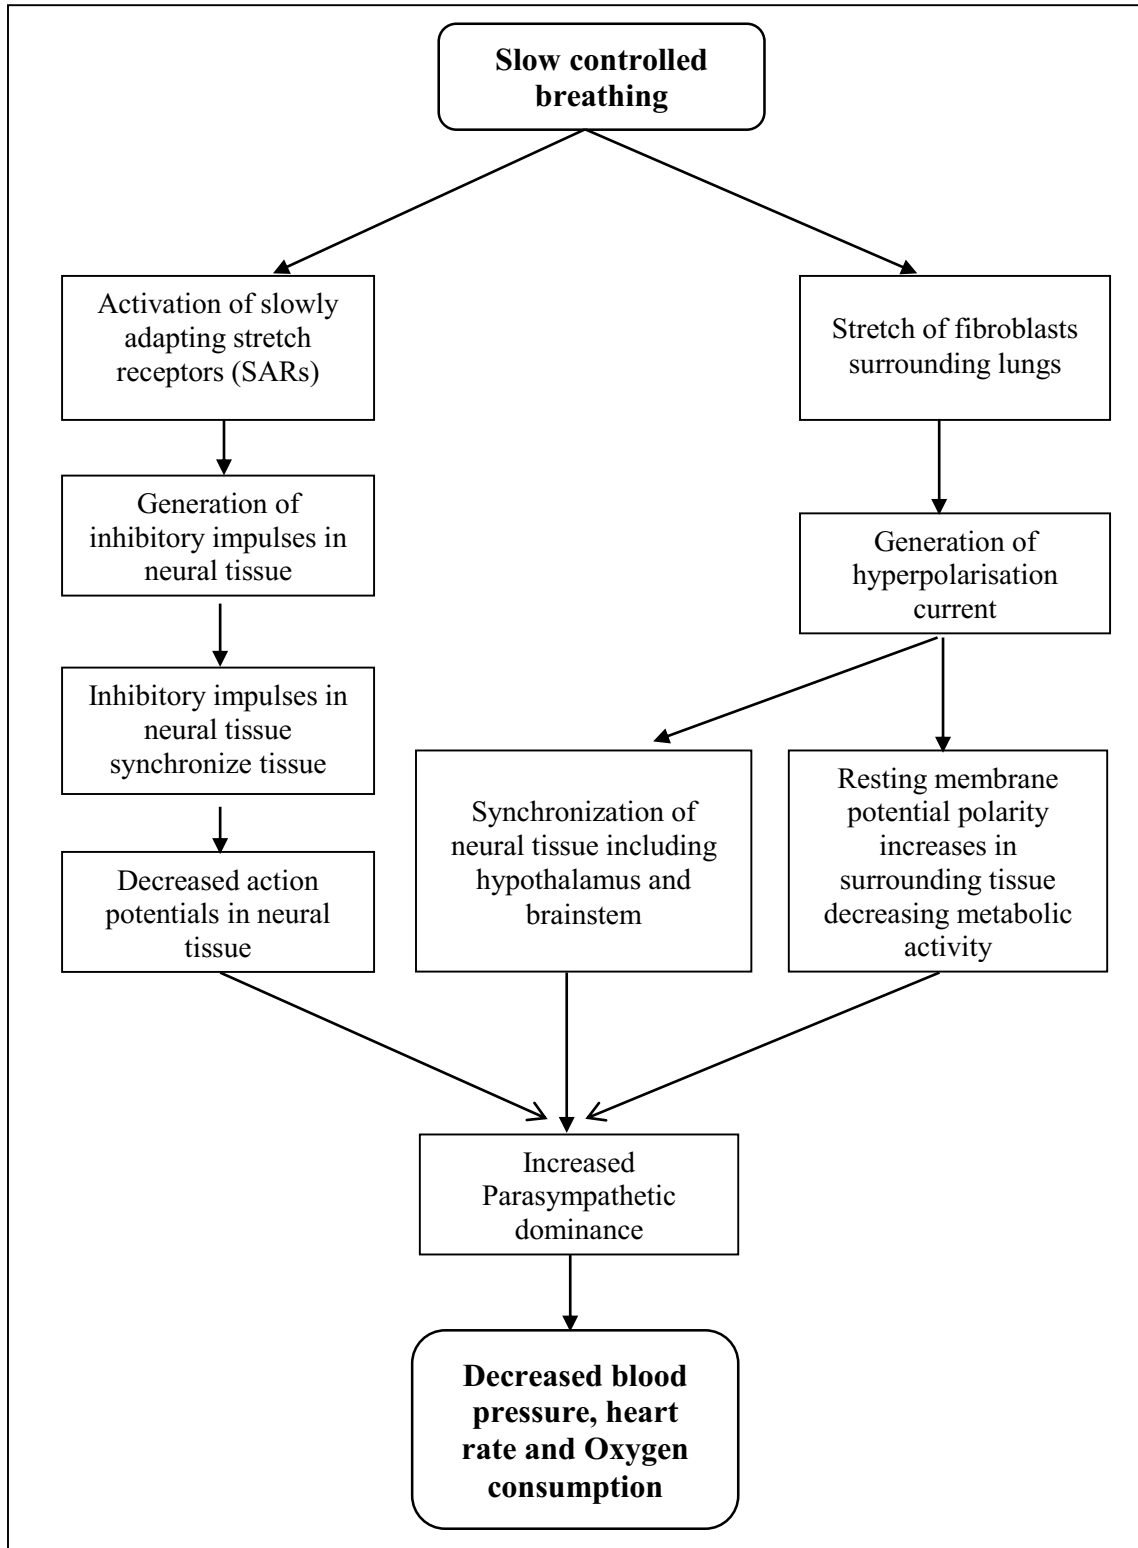 Slow controlled
breathing
Activation of slowly
adapting stretch
receptors (SARs)
Stretch of fibroblasts
surrounding lungs
Generation of
inhibitory impulses in
neural tissue
Generation of
hyperpolarisation
current
Inhibitory impulses in
neural tissue
synchronize tissue
Decreased action
potentials in neural
tissue
Synchronization of
neural tissue including
hypothalamus and
brainstem
Resting membrane
potential polarity
increases in
surrounding tissue
decreasing metabolic
activity
Increased
Parasympathetic
dominance
Decreased blood
pressure, heart
rate and Oxygen
consumption